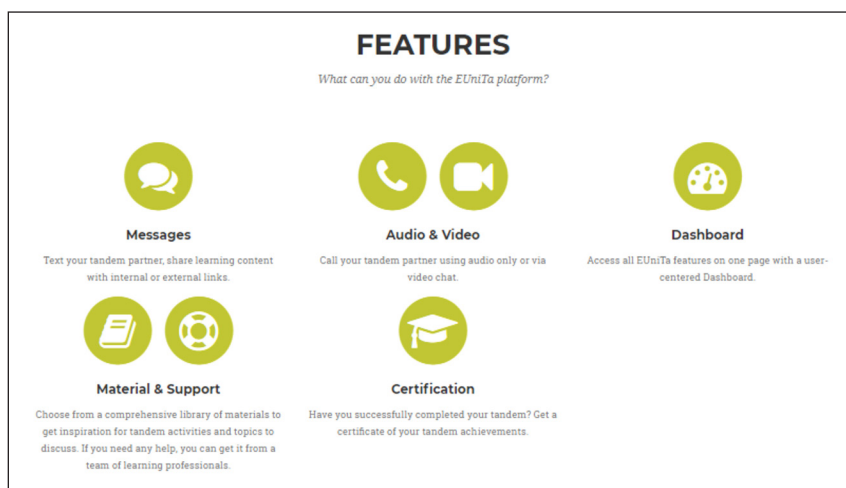 FEATURES
What can you do with the EUniTa platform?
Messages
Text your tandem partner, share learning content
with internal or external links.
Audio & Video
Call your tandem partner using audio only or via
video chat.
Dashboard
Access all EUniTa features on one page with a user-
centered Dashboard.
Material & Support
Choose from a comprehensive library of materials to
get inspiration for tandem activities and topics to
discuss. If you need any help, you can get it from a
team of learning professionals.
Certification
Have you successfully completed your tandem? Get a
certificate of your tandem achievements.